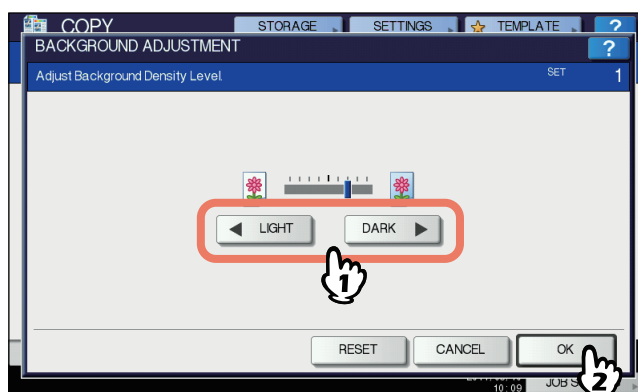 COPY STORAGE SETTINGS TEMPLATE ?
BACKGROUND ADJUSTMENT ?
Adjust Background Density Level. SET 1
LIGHT DARK
1
RESET CANCEL OK
2
10:09 JOB S